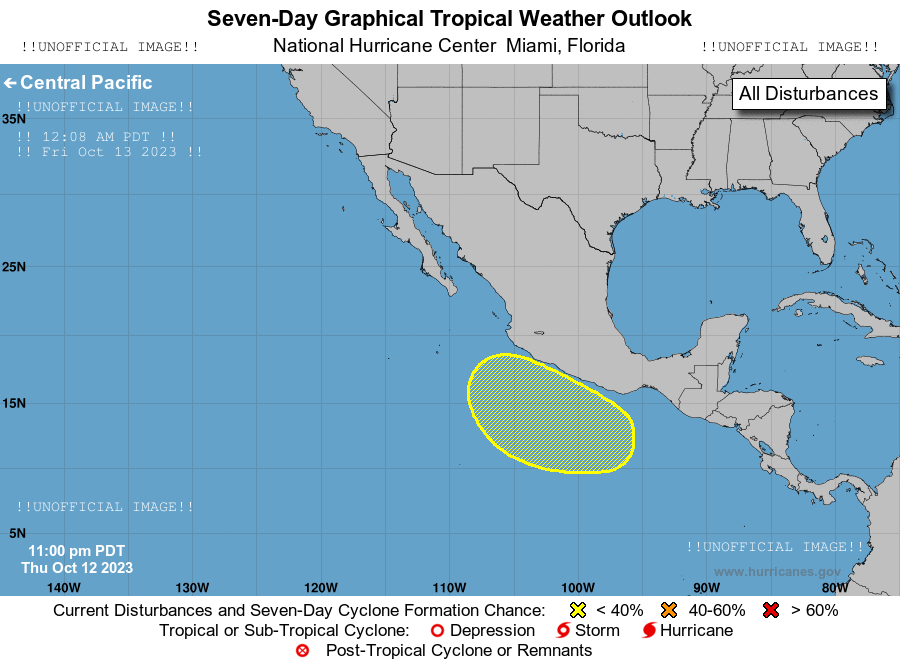 Seven-Day Graphical Tropical Weather Outlook
!!UNOFFICIAL IMAGE!! National Hurricane Center Miami, Florida !!UNOFFICIAL IMAGE!!
Central Pacific
All Disturbances
!!UNOFFICIAL IMAGE!!
35N
!! 12:08 AM PDT !!
!! Fri Oct 13 2023 !!
25N
15N
!!UNOFFICIAL IMAGE!!
5N
11:00 pm PDT
Thu Oct 12 2023
!!UNOFFICIAL IMAGE!!
www.hurricanes.gov
140W 130W 120W 110W 100W 90W 80W
Current Disturbances and Seven-Day Cyclone Formation Chance: < 40% 40-60% > 60%
Tropical or Sub-Tropical Cyclone: Depression Storm Hurricane
Post-Tropical Cyclone or Remnants